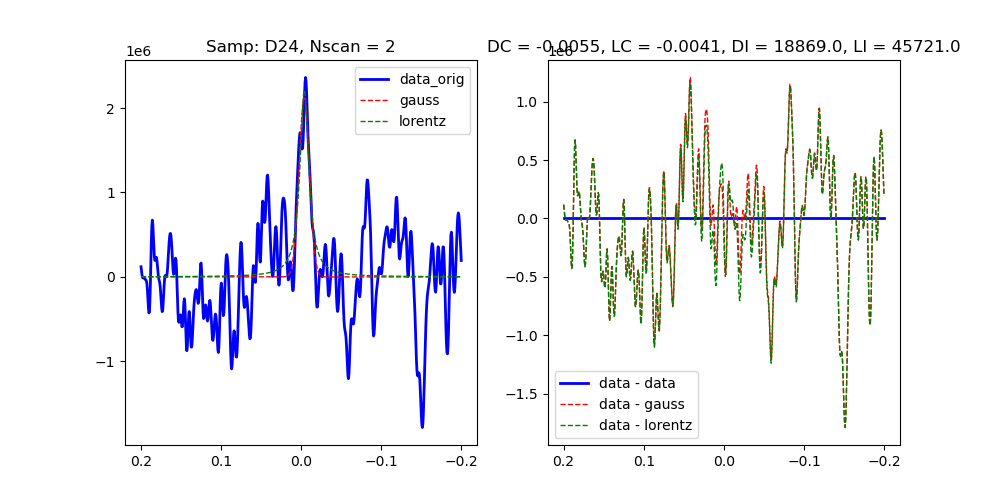 Samp: D24, Nscan = 2
1e6
data_orig
gauss
lorentz
2
1
0
−1
0.2 0.1 0.0 −0.1 −0.2
DC = -0.0055, LC = -0.0041, DI = 18869.0, LI = 45721.0
1e6
1.0
0.5
0.0
−0.5
−1.0
−1.5
data - data
data - gauss
data - lorentz
0.2 0.1 0.0 −0.1 −0.2